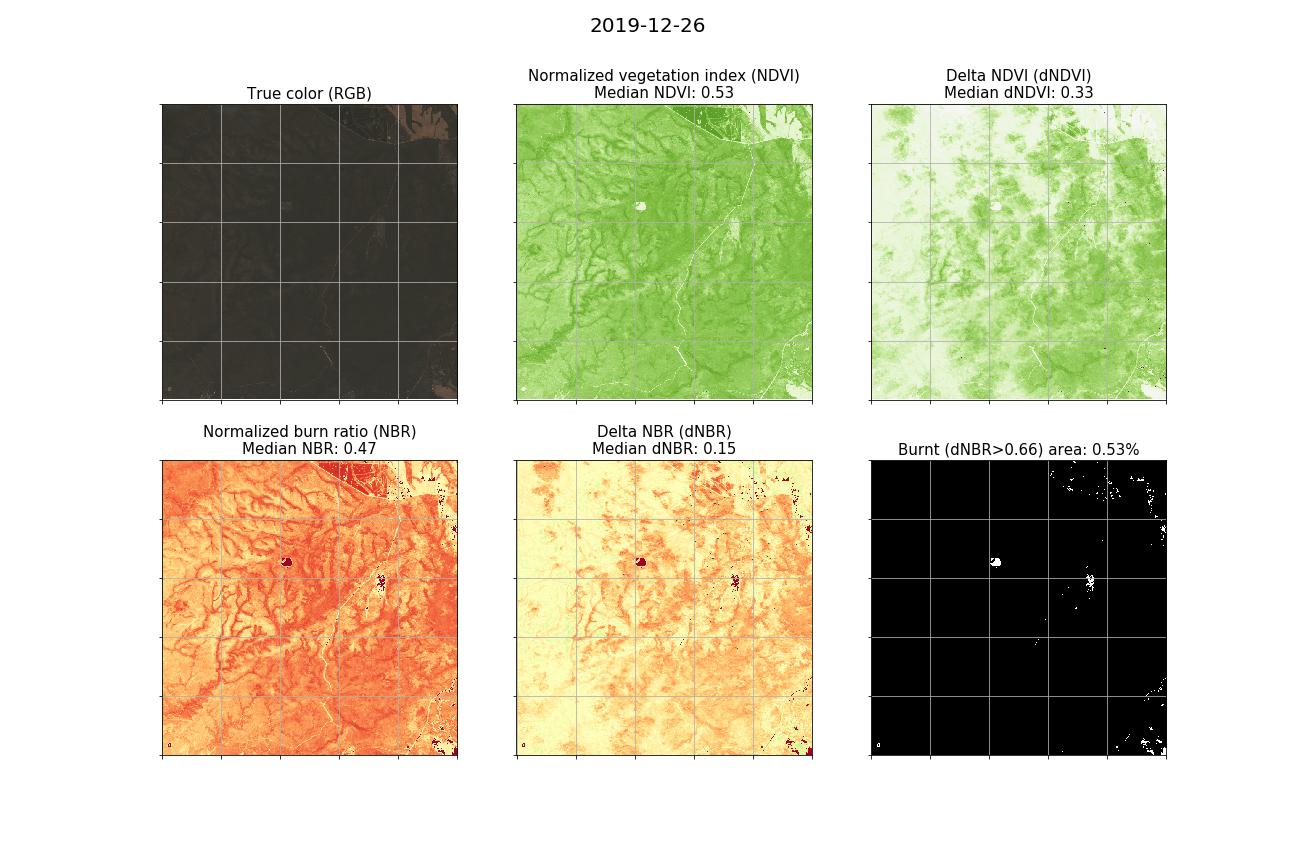 2019-12-26
True color (RGB)
Normalized vegetation index (NDVI)
Median NDVI: 0.53
Delta NDVI (dNDVI)
Median dNDVI: 0.33
Normalized burn ratio (NBR)
Median NBR: 0.47
Delta NBR (dNBR)
Median dNBR: 0.15
Burnt (dNBR>0.66) area: 0.53%